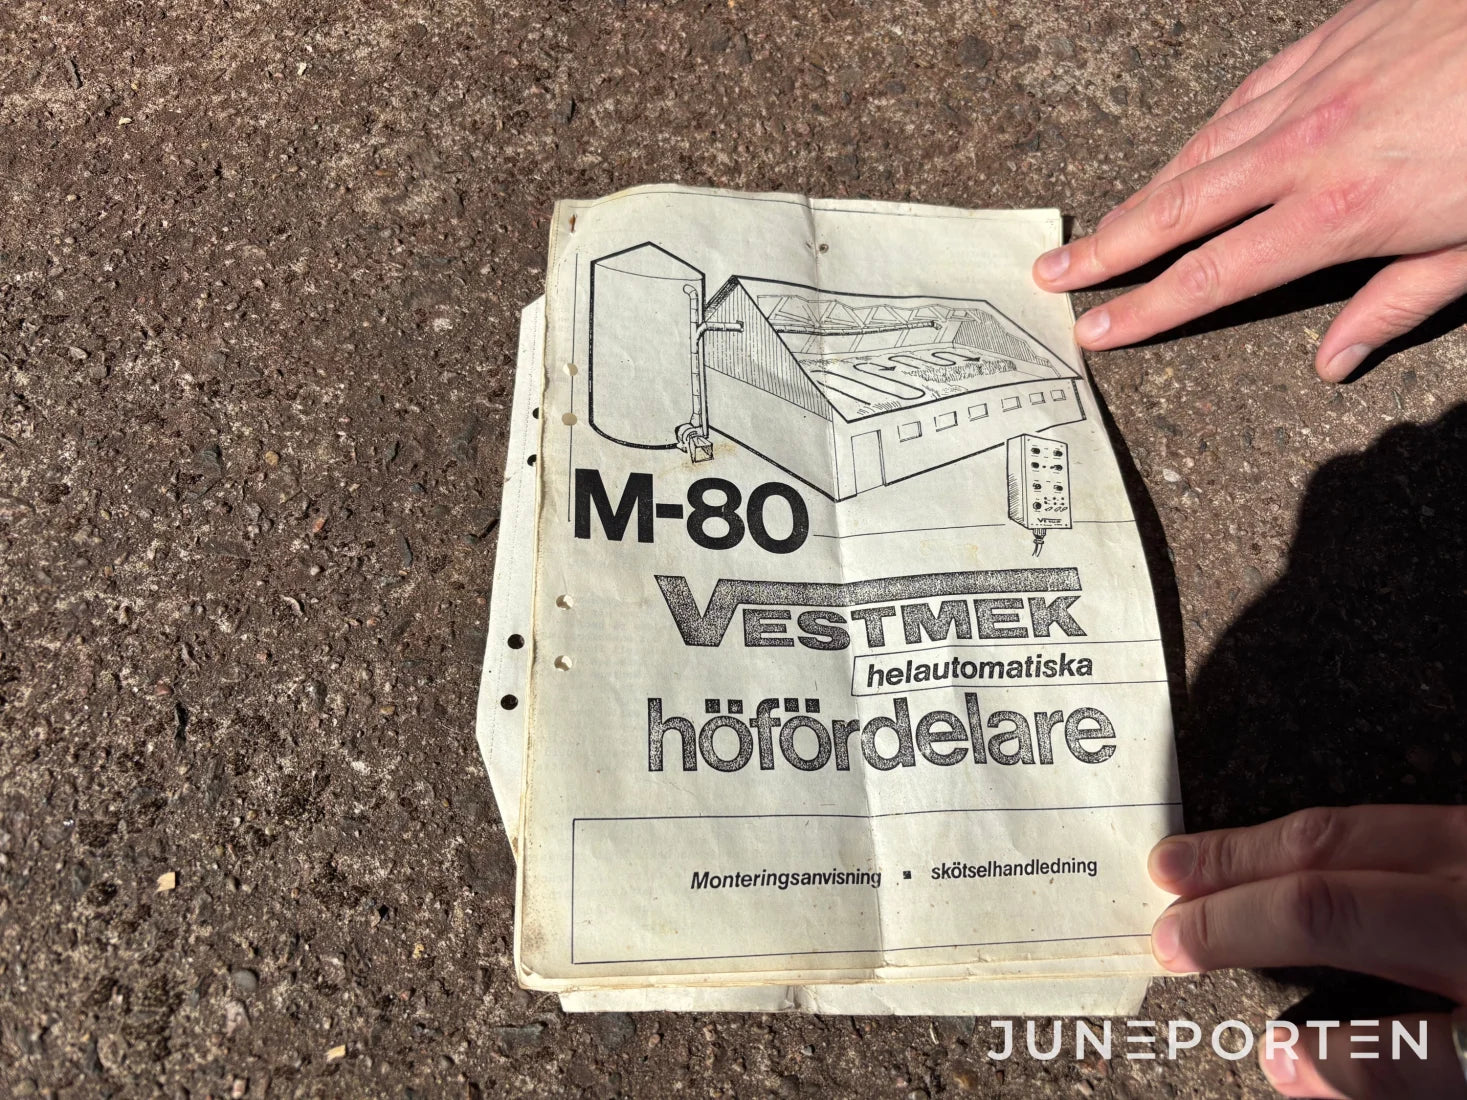 M-80
VESTMEK
helautomatiska
höfördelare
Monteringsanvisning ▪ skötselhandledning
JUNEPORTEN